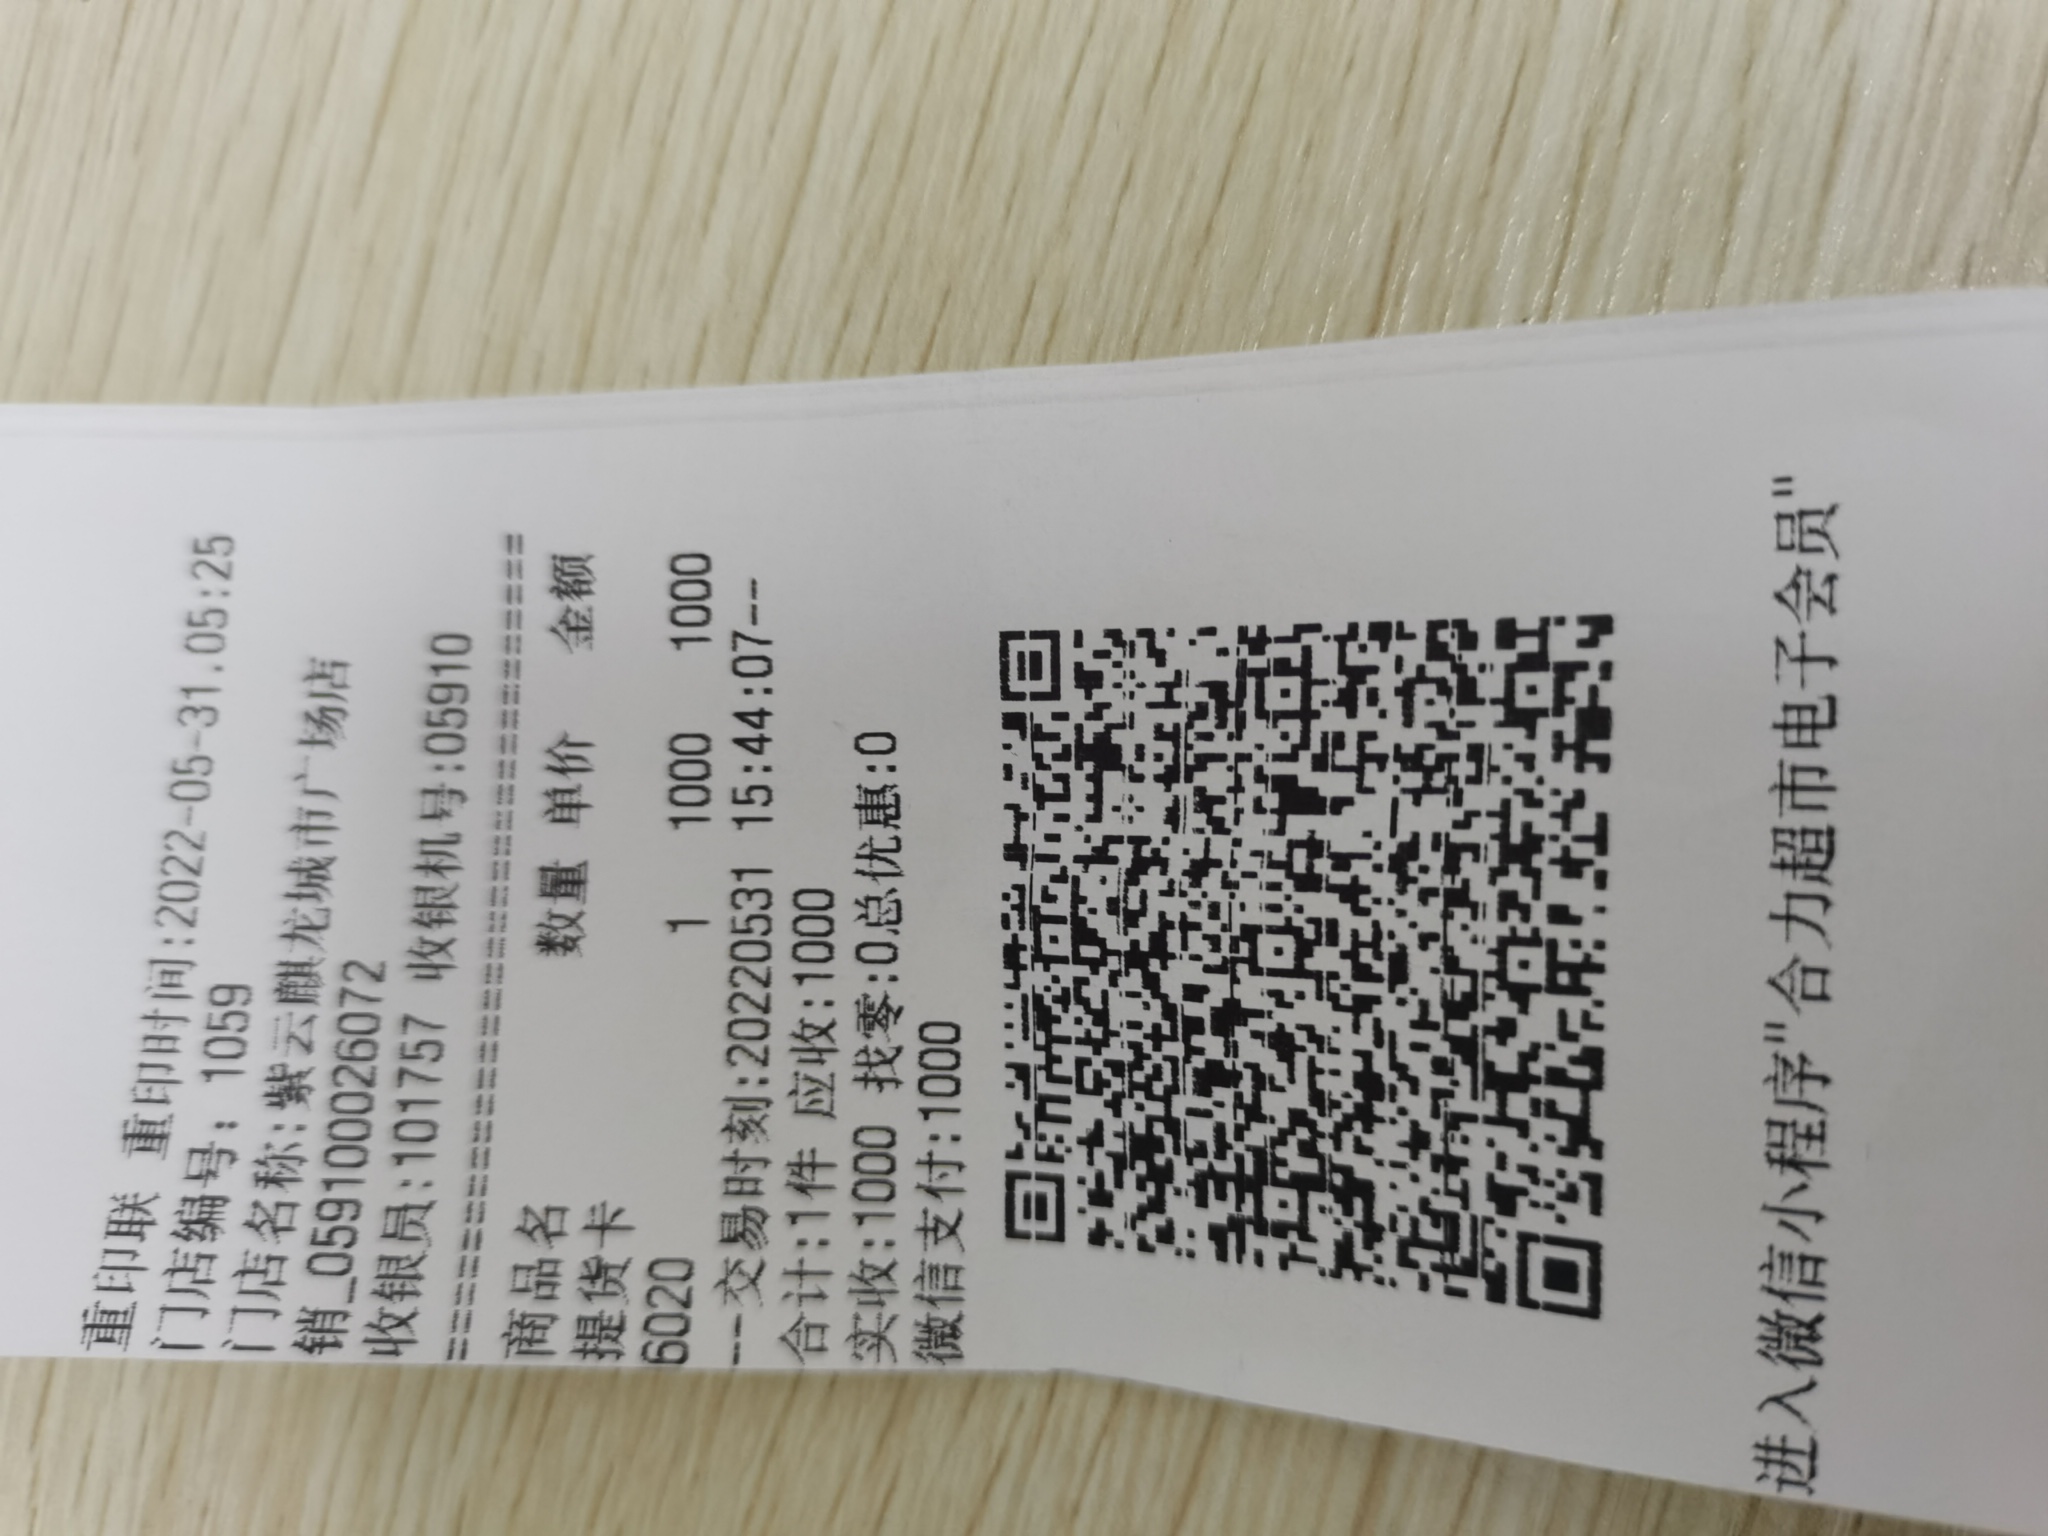 重印联 重印时间:2022-05-31.05:25
门店编号: 1059
门店名称:紫云麒龙城市广场店
销_0591000026072
收银员:101757 收银机号:05910
======================================
商品名 数量 单价 金额
提货卡
6020 1 1000 1000
--交易时刻:20220531 15:44:07--
合计:1件 应收:1000
实收:1000 找零:0总优惠:0
微信支付:1000
进入微信小程序"合力超市电子会员"